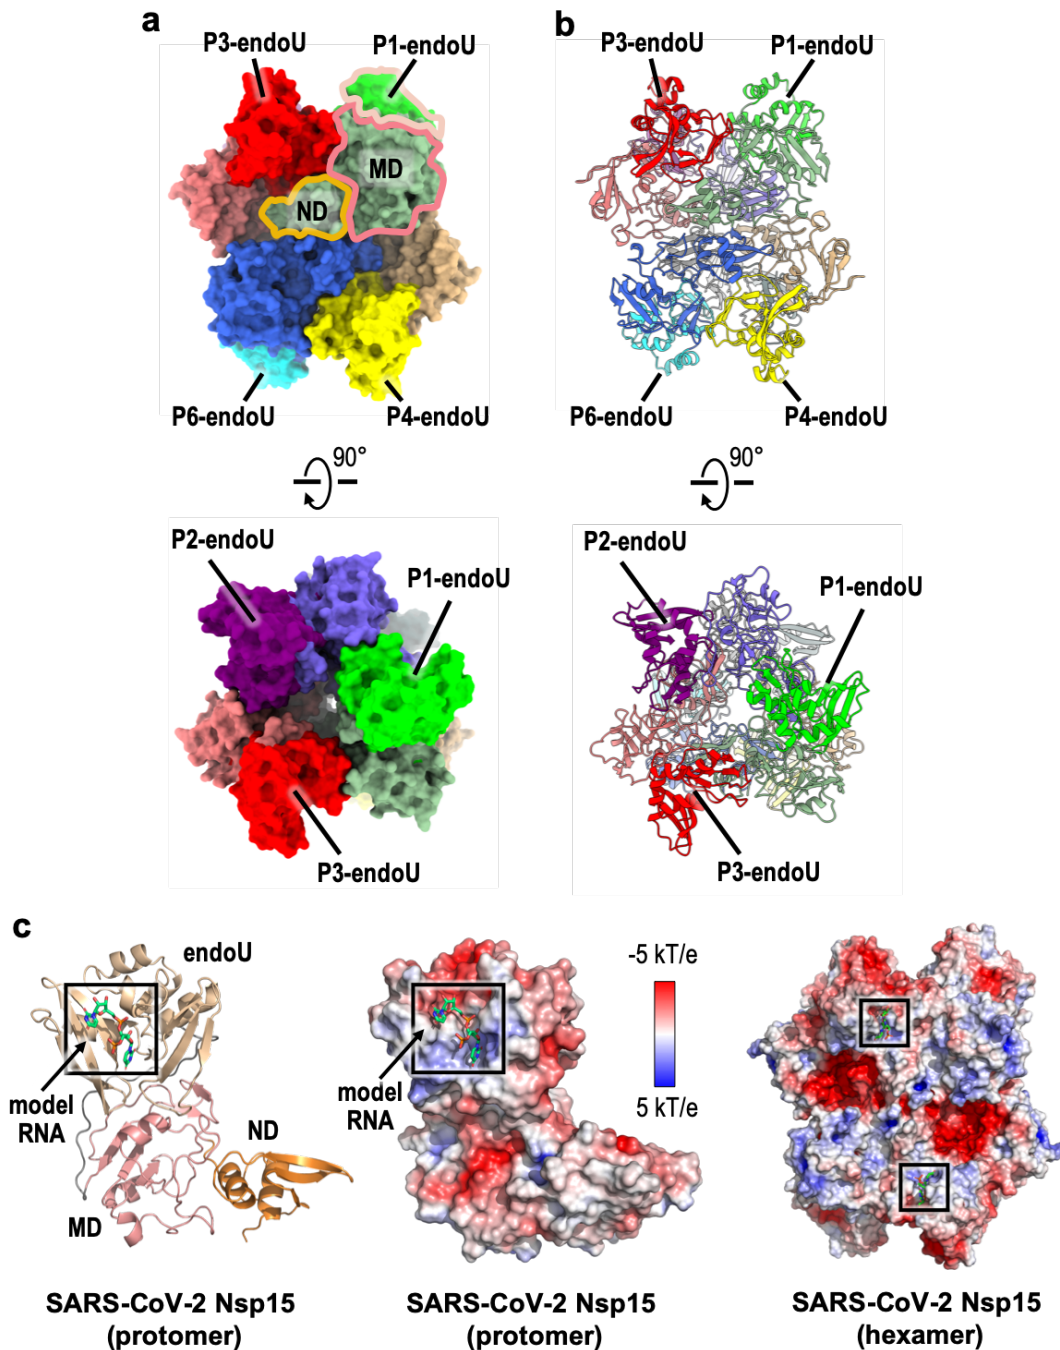 a
b
P3-endoU
P1-endoU
P3-endoU
P1-endoU
MD
ND
P6-endoU
P4-endoU
P6-endoU
P4-endoU
90°
90°
P2-endoU
P1-endoU
P2-endoU
P1-endoU
P3-endoU
P3-endoU
c
endoU
model
RNA
ND
MD
model
RNA
-5 kT/e
5 kT/e
SARS-CoV-2 Nsp15
(protomer)
SARS-CoV-2 Nsp15
(protomer)
SARS-CoV-2 Nsp15
(hexamer)